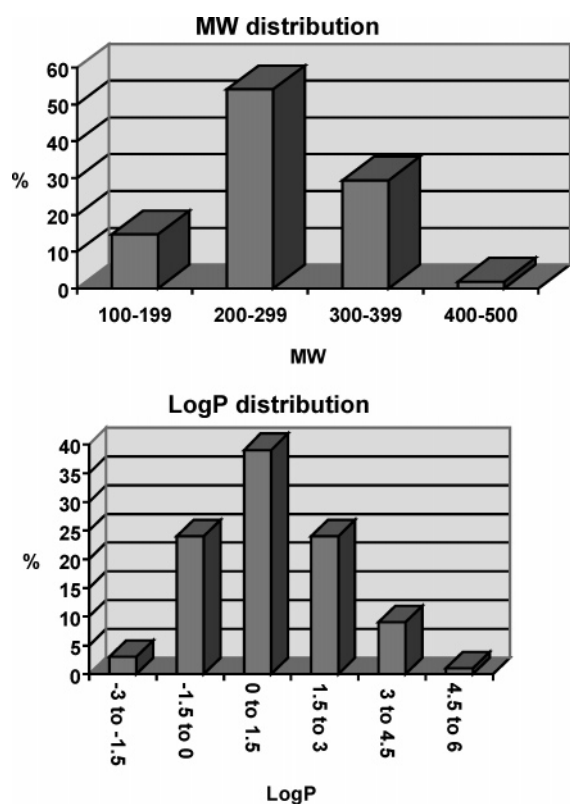 MW distribution
60
50
40
30
20
10
0
%
100-199 200-299 300-399 400-500
MW
LogP distribution
40
35
30
25
20
15
10
5
0
%
-3 to -1.5
-1.5 to 0
0 to 1.5
1.5 to 3
3 to 4.5
4.5 to 6
LogP